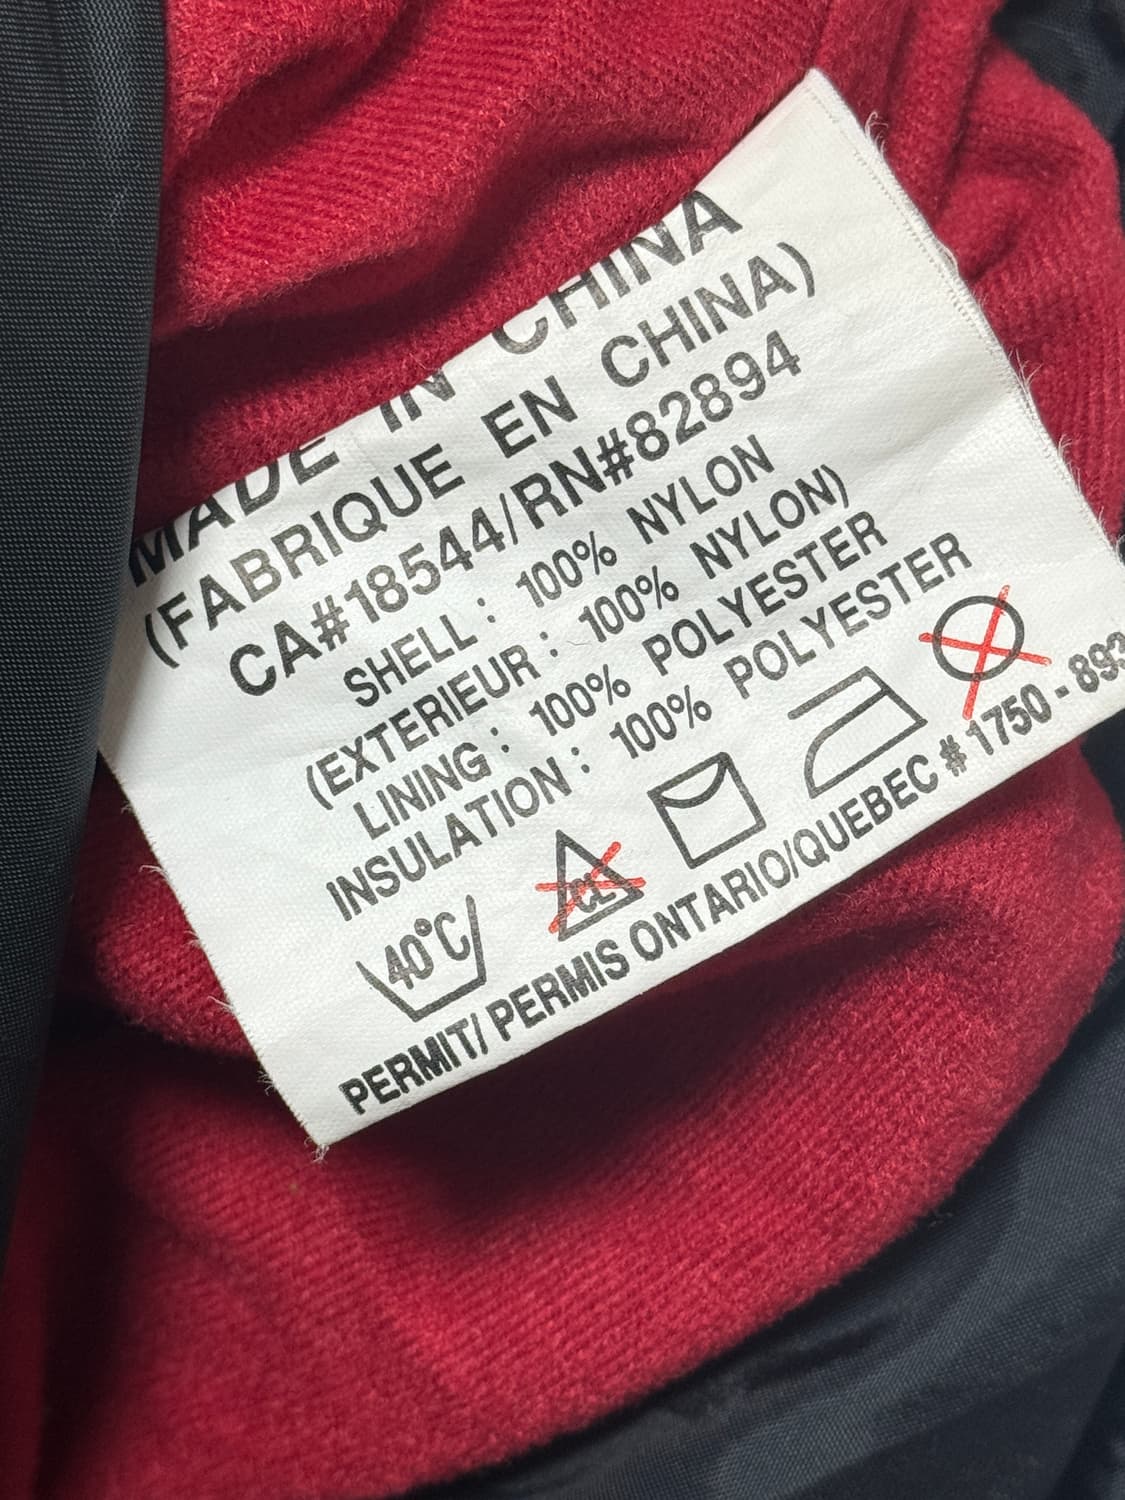 MADE IN CHINA
(FABRIQUE EN CHINA)
CA#18544/RN#82894
SHELL : 100% NYLON
(EXTERIEUR : 100% NYLON)
LINING : 100% POLYESTER
INSULATION : 100% POLYESTER
40°C CL
PERMIT/ PERMIS ONTARIO/QUEBEC # 1750 - 893